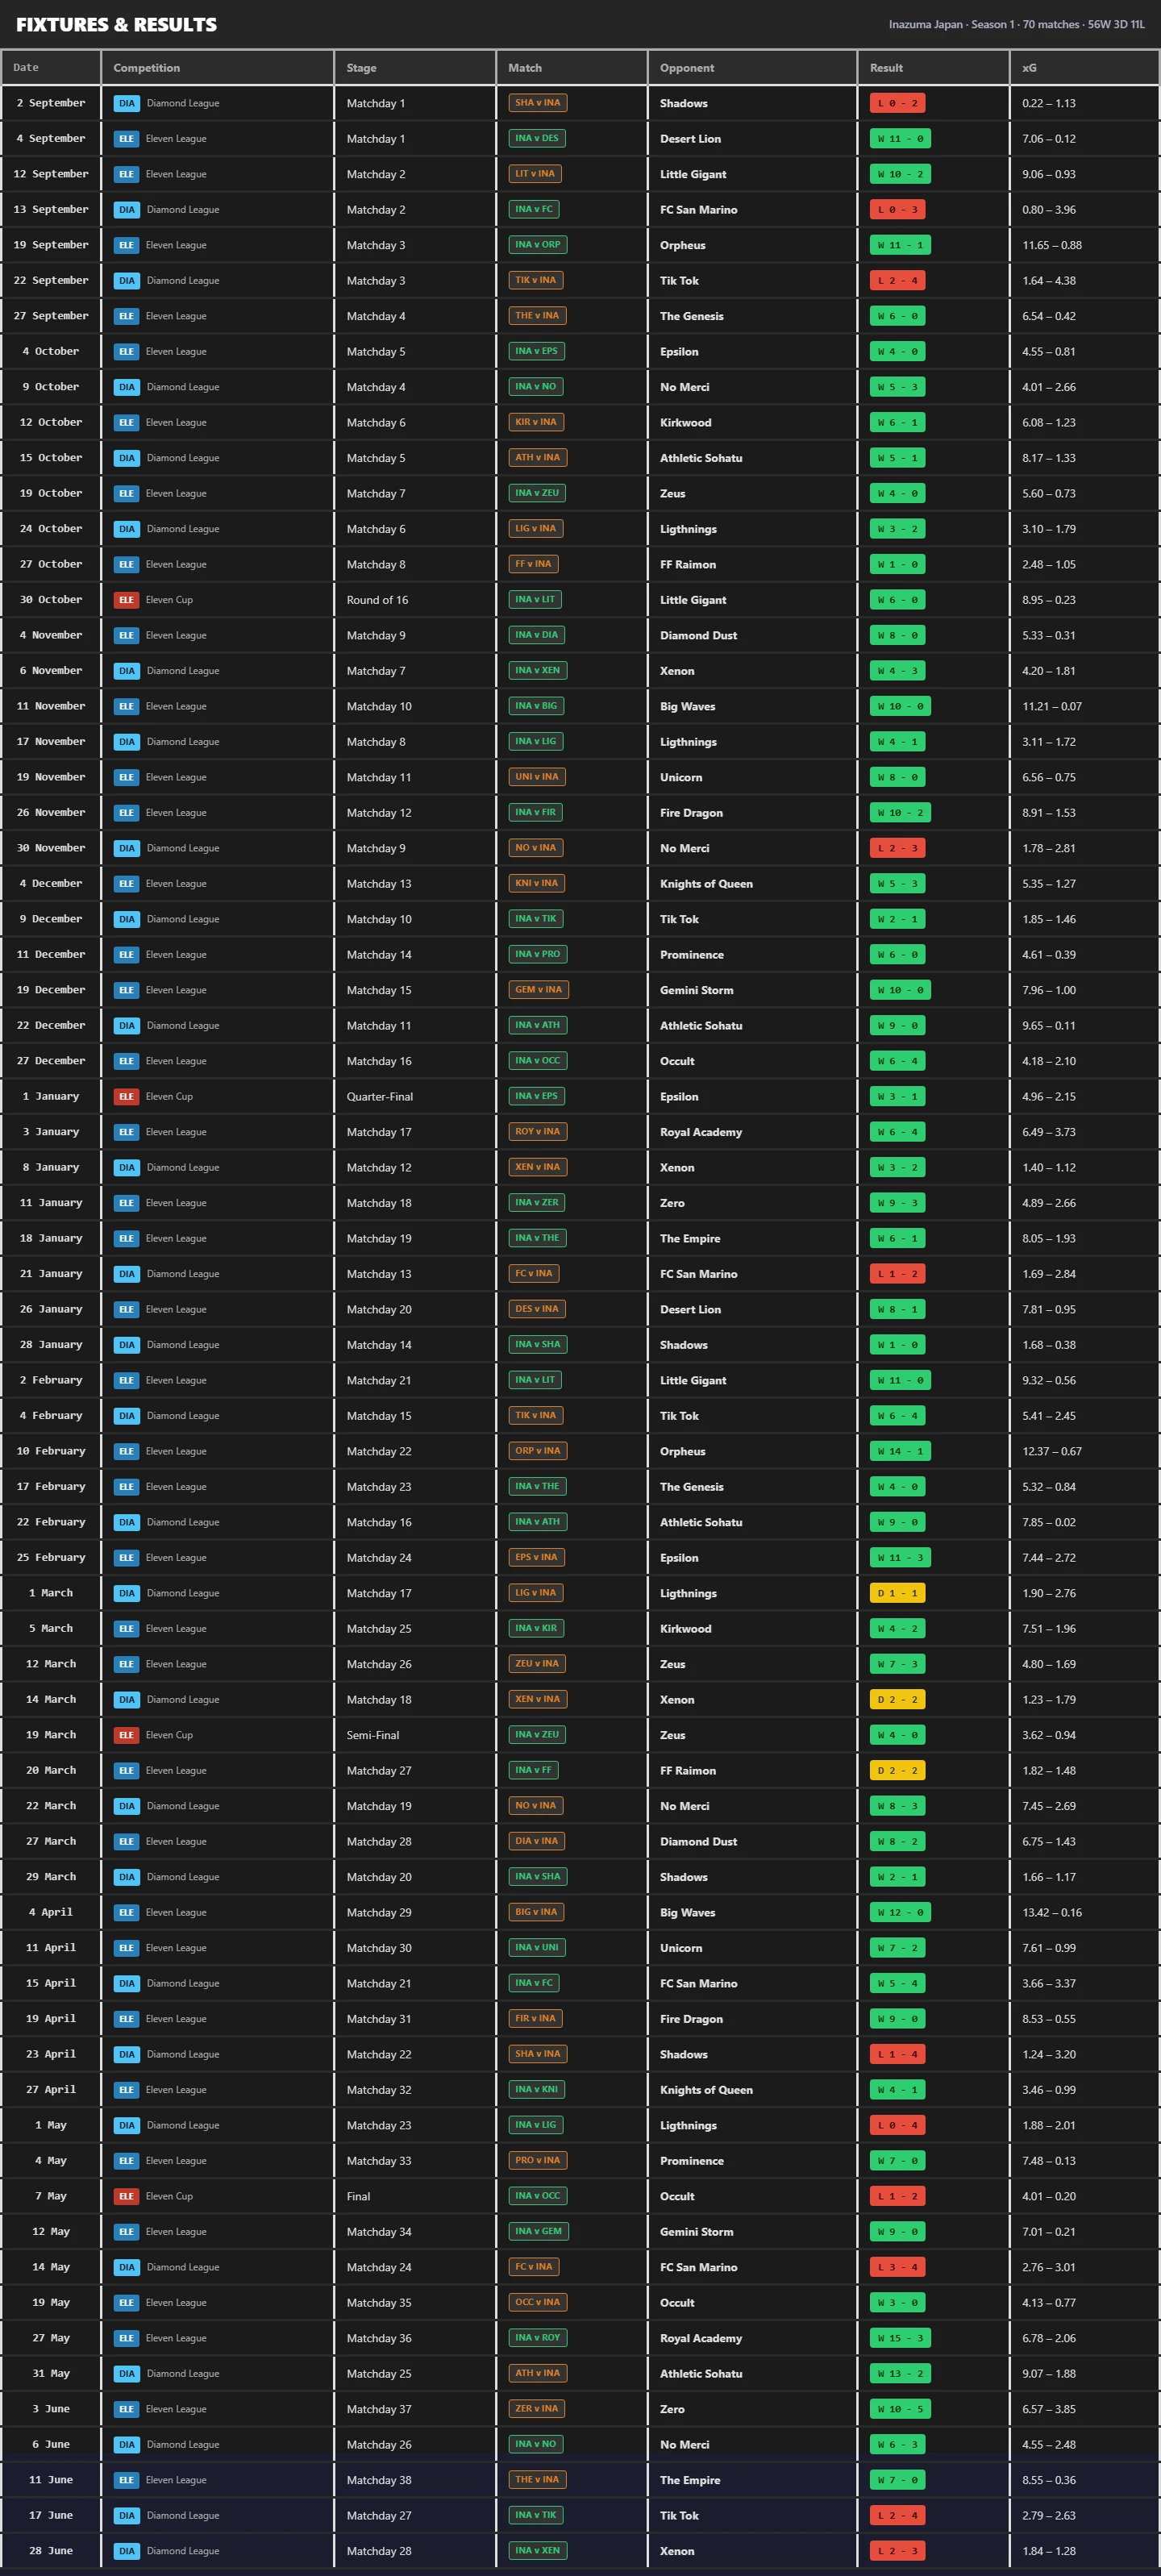 FIXTURES & RESULTS Inazuma Japan · Season 1 · 70 matches · 56W 3D 11L
Date Competition Stage Match Opponent Result xG
2 September DIA Diamond League Matchday 1 SHA v INA Shadows L 0 - 2 0.22 – 1.13
4 September ELE Eleven League Matchday 1 INA v DES Desert Lion W 11 - 0 7.06 – 0.12
12 September ELE Eleven League Matchday 2 LIT v INA Little Gigant W 10 - 2 9.06 – 0.93
13 September DIA Diamond League Matchday 2 INA v FC FC San Marino L 0 - 3 0.80 – 3.96
19 September ELE Eleven League Matchday 3 INA v ORP Orpheus W 11 - 1 11.65 – 0.88
22 September DIA Diamond League Matchday 3 TIK v INA Tik Tok L 2 - 4 1.64 – 4.38
27 September ELE Eleven League Matchday 4 THE v INA The Genesis W 6 - 0 6.54 – 0.42
4 October ELE Eleven League Matchday 5 INA v EPS Epsilon W 4 - 0 4.55 – 0.81
9 October DIA Diamond League Matchday 4 INA v NO No Merci W 5 - 3 4.01 – 2.66
12 October ELE Eleven League Matchday 6 KIR v INA Kirkwood W 6 - 1 6.08 – 1.23
15 October DIA Diamond League Matchday 5 ATH v INA Athletic Sohatu W 5 - 1 8.17 – 1.33
19 October ELE Eleven League Matchday 7 INA v ZEU Zeus W 4 - 0 5.60 – 0.73
24 October DIA Diamond League Matchday 6 LIG v INA Ligthnings W 3 - 2 3.10 – 1.79
27 October ELE Eleven League Matchday 8 FF v INA FF Raimon W 1 - 0 2.48 – 1.05
30 October ELE Eleven Cup Round of 16 INA v LIT Little Gigant W 6 - 0 8.95 – 0.23
4 November ELE Eleven League Matchday 9 INA v DIA Diamond Dust W 8 - 0 5.33 – 0.31
6 November DIA Diamond League Matchday 7 INA v XEN Xenon W 4 - 3 4.20 – 1.81
11 November ELE Eleven League Matchday 10 INA v BIG Big Waves W 10 - 0 11.21 – 0.07
17 November DIA Diamond League Matchday 8 INA v LIG Ligthnings W 4 - 1 3.11 – 1.72
19 November ELE Eleven League Matchday 11 UNI v INA Unicorn W 8 - 0 6.56 – 0.75
26 November ELE Eleven League Matchday 12 INA v FIR Fire Dragon W 10 - 2 8.91 – 1.53
30 November DIA Diamond League Matchday 9 NO v INA No Merci L 2 - 3 1.78 – 2.81
4 December ELE Eleven League Matchday 13 KNI v INA Knights of Queen W 5 - 3 5.35 – 1.27
9 December DIA Diamond League Matchday 10 INA v TIK Tik Tok W 2 - 1 1.85 – 1.46
11 December ELE Eleven League Matchday 14 INA v PRO Prominence W 6 - 0 4.61 – 0.39
19 December ELE Eleven League Matchday 15 GEM v INA Gemini Storm W 10 - 0 7.96 – 1.00
22 December DIA Diamond League Matchday 11 INA v ATH Athletic Sohatu W 9 - 0 9.65 – 0.11
27 December ELE Eleven League Matchday 16 INA v OCC Occult W 6 - 4 4.18 – 2.10
1 January ELE Eleven Cup Quarter-Final INA v EPS Epsilon W 3 - 1 4.96 – 2.15
3 January ELE Eleven League Matchday 17 ROY v INA Royal Academy W 6 - 4 6.49 – 3.73
8 January DIA Diamond League Matchday 12 XEN v INA Xenon W 3 - 2 1.40 – 1.12
11 January ELE Eleven League Matchday 18 INA v ZER Zero W 9 - 3 4.89 – 2.66
18 January ELE Eleven League Matchday 19 INA v THE The Empire W 6 - 1 8.05 – 1.93
21 January DIA Diamond League Matchday 13 FC v INA FC San Marino L 1 - 2 1.69 – 2.84
26 January ELE Eleven League Matchday 20 DES v INA Desert Lion W 8 - 1 7.81 – 0.95
28 January DIA Diamond League Matchday 14 INA v SHA Shadows W 1 - 0 1.68 – 0.38
2 February ELE Eleven League Matchday 21 INA v LIT Little Gigant W 11 - 0 9.32 – 0.56
4 February DIA Diamond League Matchday 15 TIK v INA Tik Tok W 6 - 4 5.41 – 2.45
10 February ELE Eleven League Matchday 22 ORP v INA Orpheus W 14 - 1 12.37 – 0.67
17 February ELE Eleven League Matchday 23 INA v THE The Genesis W 4 - 0 5.32 – 0.84
22 February DIA Diamond League Matchday 16 INA v ATH Athletic Sohatu W 9 - 0 7.85 – 0.02
25 February ELE Eleven League Matchday 24 EPS v INA Epsilon W 11 - 3 7.44 – 2.72
1 March DIA Diamond League Matchday 17 LIG v INA Ligthnings D 1 - 1 1.90 – 2.76
5 March ELE Eleven League Matchday 25 INA v KIR Kirkwood W 4 - 2 7.51 – 1.96
12 March ELE Eleven League Matchday 26 ZEU v INA Zeus W 7 - 3 4.80 – 1.69
14 March DIA Diamond League Matchday 18 XEN v INA Xenon D 2 - 2 1.23 – 1.79
19 March ELE Eleven Cup Semi-Final INA v ZEU Zeus W 4 - 0 3.62 – 0.94
20 March ELE Eleven League Matchday 27 INA v FF FF Raimon D 2 - 2 1.82 – 1.48
22 March DIA Diamond League Matchday 19 NO v INA No Merci W 8 - 3 7.45 – 2.69
27 March ELE Eleven League Matchday 28 DIA v INA Diamond Dust W 8 - 2 6.75 – 1.43
29 March DIA Diamond League Matchday 20 INA v SHA Shadows W 2 - 1 1.66 – 1.17
4 April ELE Eleven League Matchday 29 BIG v INA Big Waves W 12 - 0 13.42 – 0.16
11 April ELE Eleven League Matchday 30 INA v UNI Unicorn W 7 - 2 7.61 – 0.99
15 April DIA Diamond League Matchday 21 INA v FC FC San Marino W 5 - 4 3.66 – 3.37
19 April ELE Eleven League Matchday 31 FIR v INA Fire Dragon W 9 - 0 8.53 – 0.55
23 April DIA Diamond League Matchday 22 SHA v INA Shadows L 1 - 4 1.24 – 3.20
27 April ELE Eleven League Matchday 32 INA v KNI Knights of Queen W 4 - 1 3.46 – 0.99
1 May DIA Diamond League Matchday 23 INA v LIG Ligthnings L 0 - 4 1.88 – 2.01
4 May ELE Eleven League Matchday 33 PRO v INA Prominence W 7 - 0 7.48 – 0.13
7 May ELE Eleven Cup Final INA v OCC Occult L 1 - 2 4.01 – 0.20
12 May ELE Eleven League Matchday 34 INA v GEM Gemini Storm W 9 - 0 7.01 – 0.21
14 May DIA Diamond League Matchday 24 FC v INA FC San Marino L 3 - 4 2.76 – 3.01
19 May ELE Eleven League Matchday 35 OCC v INA Occult W 3 - 0 4.13 – 0.77
27 May ELE Eleven League Matchday 36 INA v ROY Royal Academy W 15 - 3 6.78 – 2.06
31 May DIA Diamond League Matchday 25 ATH v INA Athletic Sohatu W 13 - 2 9.07 – 1.88
3 June ELE Eleven League Matchday 37 ZER v INA Zero W 10 - 5 6.57 – 3.85
6 June DIA Diamond League Matchday 26 INA v NO No Merci W 6 - 3 4.55 – 2.48
11 June ELE Eleven League Matchday 38 THE v INA The Empire W 7 - 0 8.55 – 0.36
17 June DIA Diamond League Matchday 27 INA v TIK Tik Tok L 2 - 4 2.79 – 2.63
28 June DIA Diamond League Matchday 28 INA v XEN Xenon L 2 - 3 1.84 – 1.28